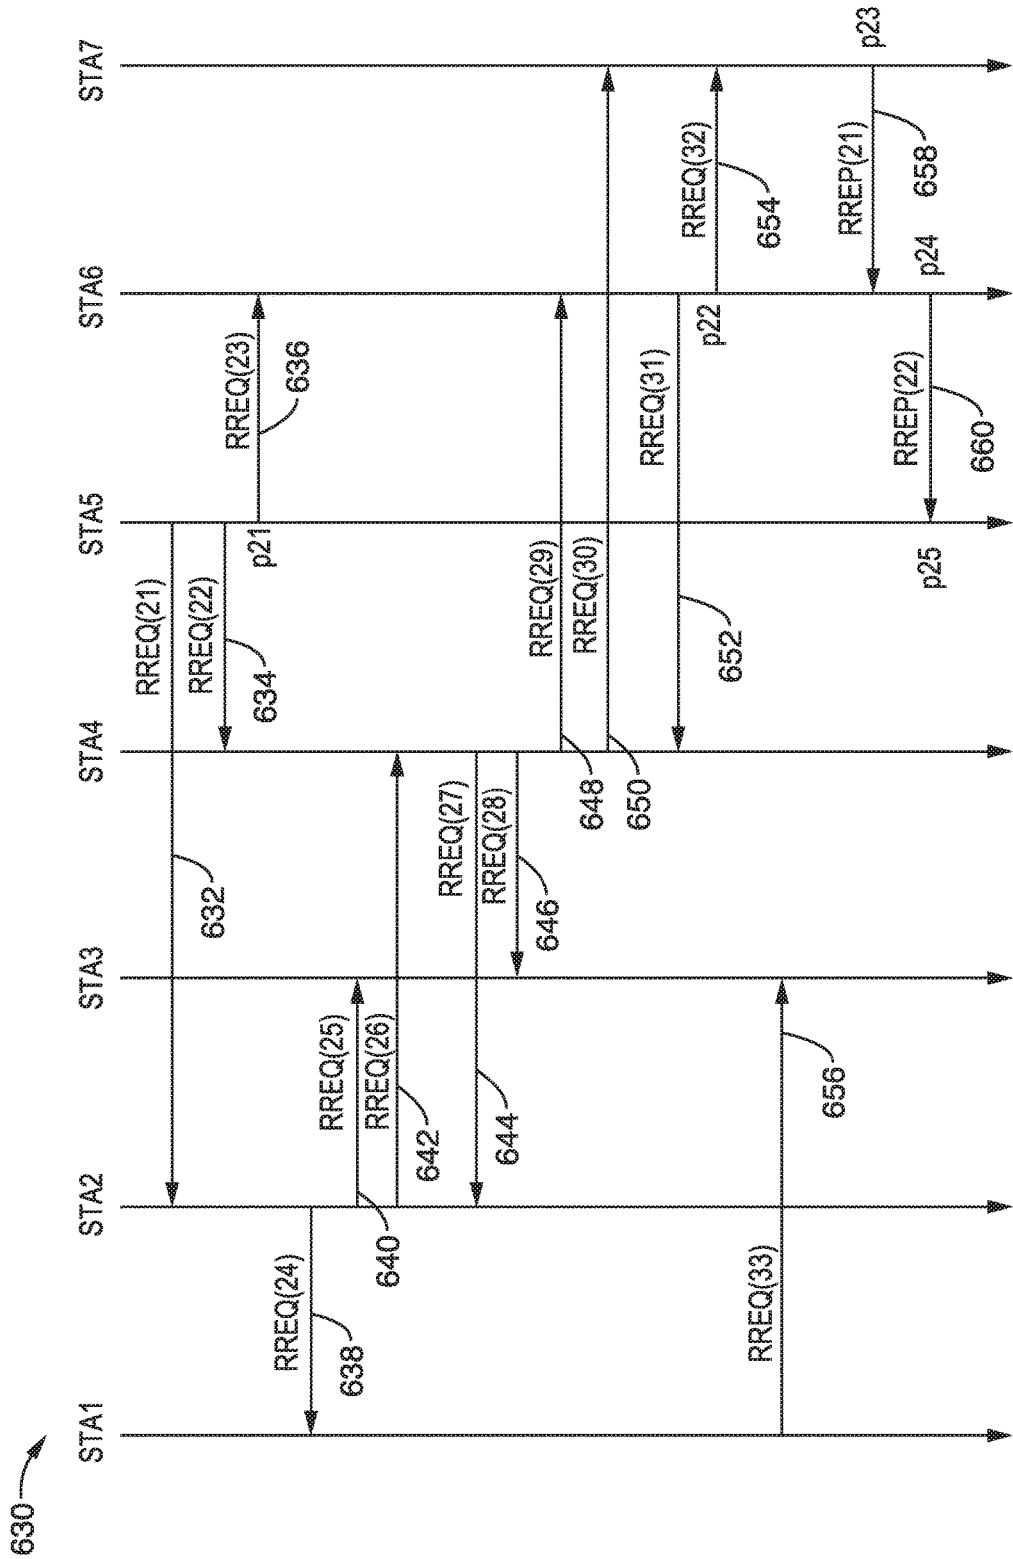 630
STA1
STA2
STA3
STA4
STA5
STA6
STA7
RREQ(21)
632
RREQ(22)
634
p21
RREQ(23)
636
RREQ(24)
638
RREQ(25)
640
RREQ(26)
642
RREQ(27)
644
RREQ(28)
646
RREQ(29)
648
RREQ(30)
650
RREQ(31)
652
p22
RREQ(32)
654
RREQ(33)
656
p23
RREP(21)
658
p24
RREP(22)
660
p25